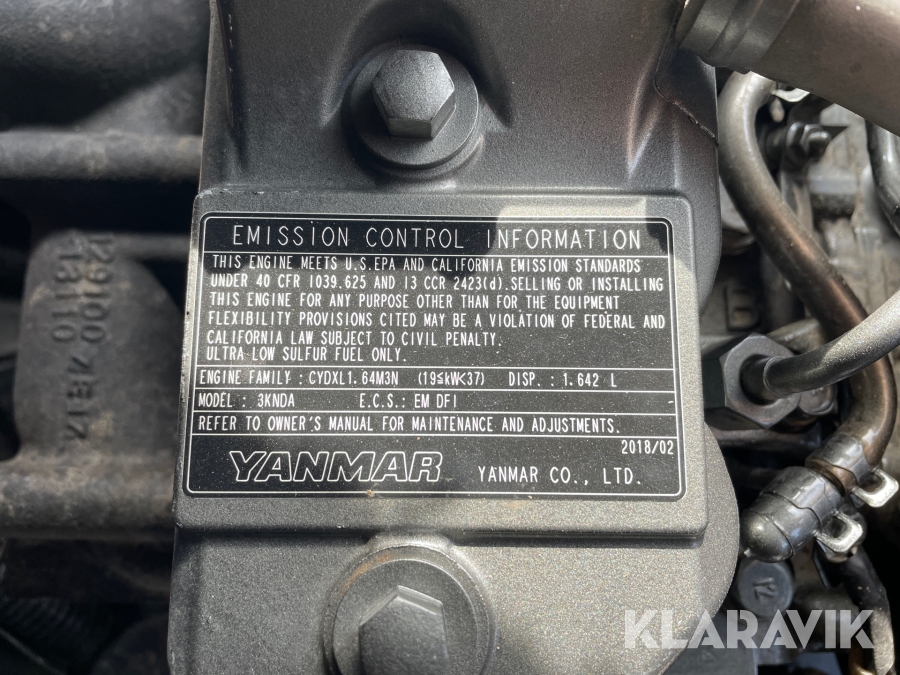 EMISSION CONTROL INFORMATION
THIS ENGINE MEETS U.S.EPA AND CALIFORNIA EMISSION STANDARDS
UNDER 40 CFR 1039.625 AND 13 CCR 2423(d).SELLING OR INSTALLING
THIS ENGINE FOR ANY PURPOSE OTHER THAN FOR THE EQUIPMENT
FLEXIBILITY PROVISIONS CITED MAY BE A VIOLATION OF FEDERAL AND
CALIFORNIA LAW SUBJECT TO CIVIL PENALTY.
ULTRA LOW SULFUR FUEL ONLY.
ENGINE FAMILY : CYDXL1.64M3N (19≤kW<37) DISP. : 1.642 L
MODEL : 3KNDA E.C.S.: EM DFI -
REFER TO OWNER'S MANUAL FOR MAINTENANCE AND ADJUSTMENTS.
2018/02
YANMAR YANMAR CO., LTD.
129100
13110
KLARAVIK